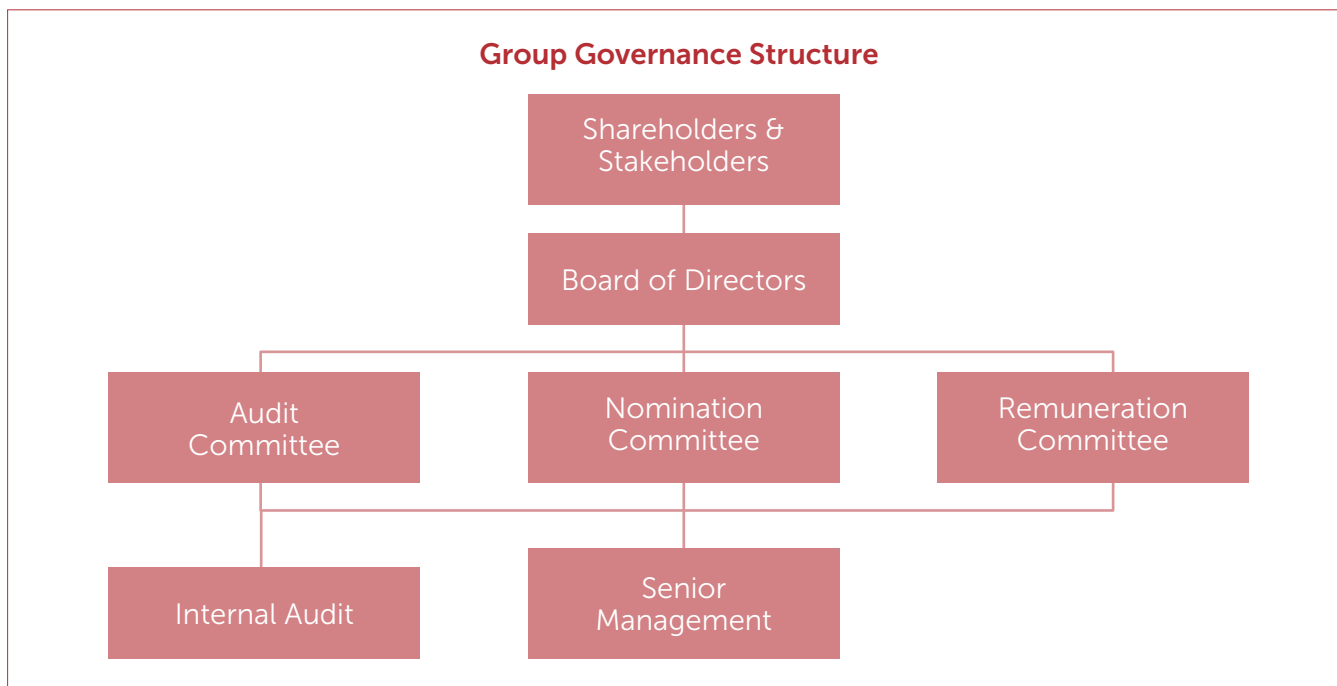 Group Governance Structure
Shareholders &
Stakeholders
Board of Directors
Audit
Committee
Nomination
Committee
Remuneration
Committee
Internal Audit
Senior
Management